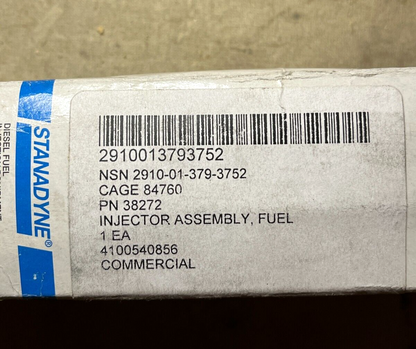 STANADYNE®
DIESEL FUEL
2910013793752
NSN 2910-01-379-3752
CAGE 84760
PN 38272
INJECTOR ASSEMBLY, FUEL
1 EA
4100540856
COMMERCIAL